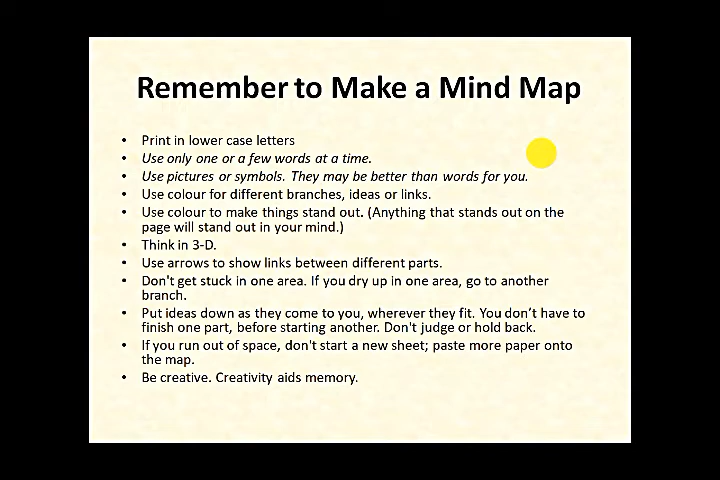 Remember to Make a Mind Map
• Print in lower case letters
• Use only one or a few words at a time.
• Use pictures or symbols. They may be better than words for you.
• Use colour for different branches, ideas or links.
• Use colour to make things stand out. (Anything that stands out on the
page will stand out in your mind.)
• Think in 3-D.
• Use arrows to show links between different parts.
• Don't get stuck in one area. If you dry up in one area, go to another
branch.
• Put ideas down as they come to you, wherever they fit. You don’t have to
finish one part, before starting another. Don't judge or hold back.
• If you run out of space, don't start a new sheet; paste more paper onto
the map.
• Be creative. Creativity aids memory.